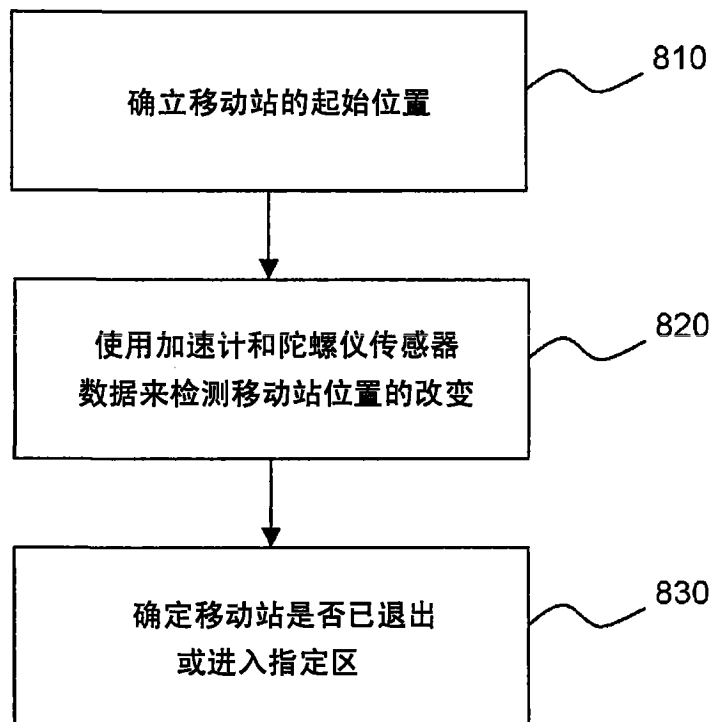 确立移动站的起始位置
810
使用加速计和陀螺仪传感器
数据来检测移动站位置的改变
820
确定移动站是否已退出
或进入指定区
830